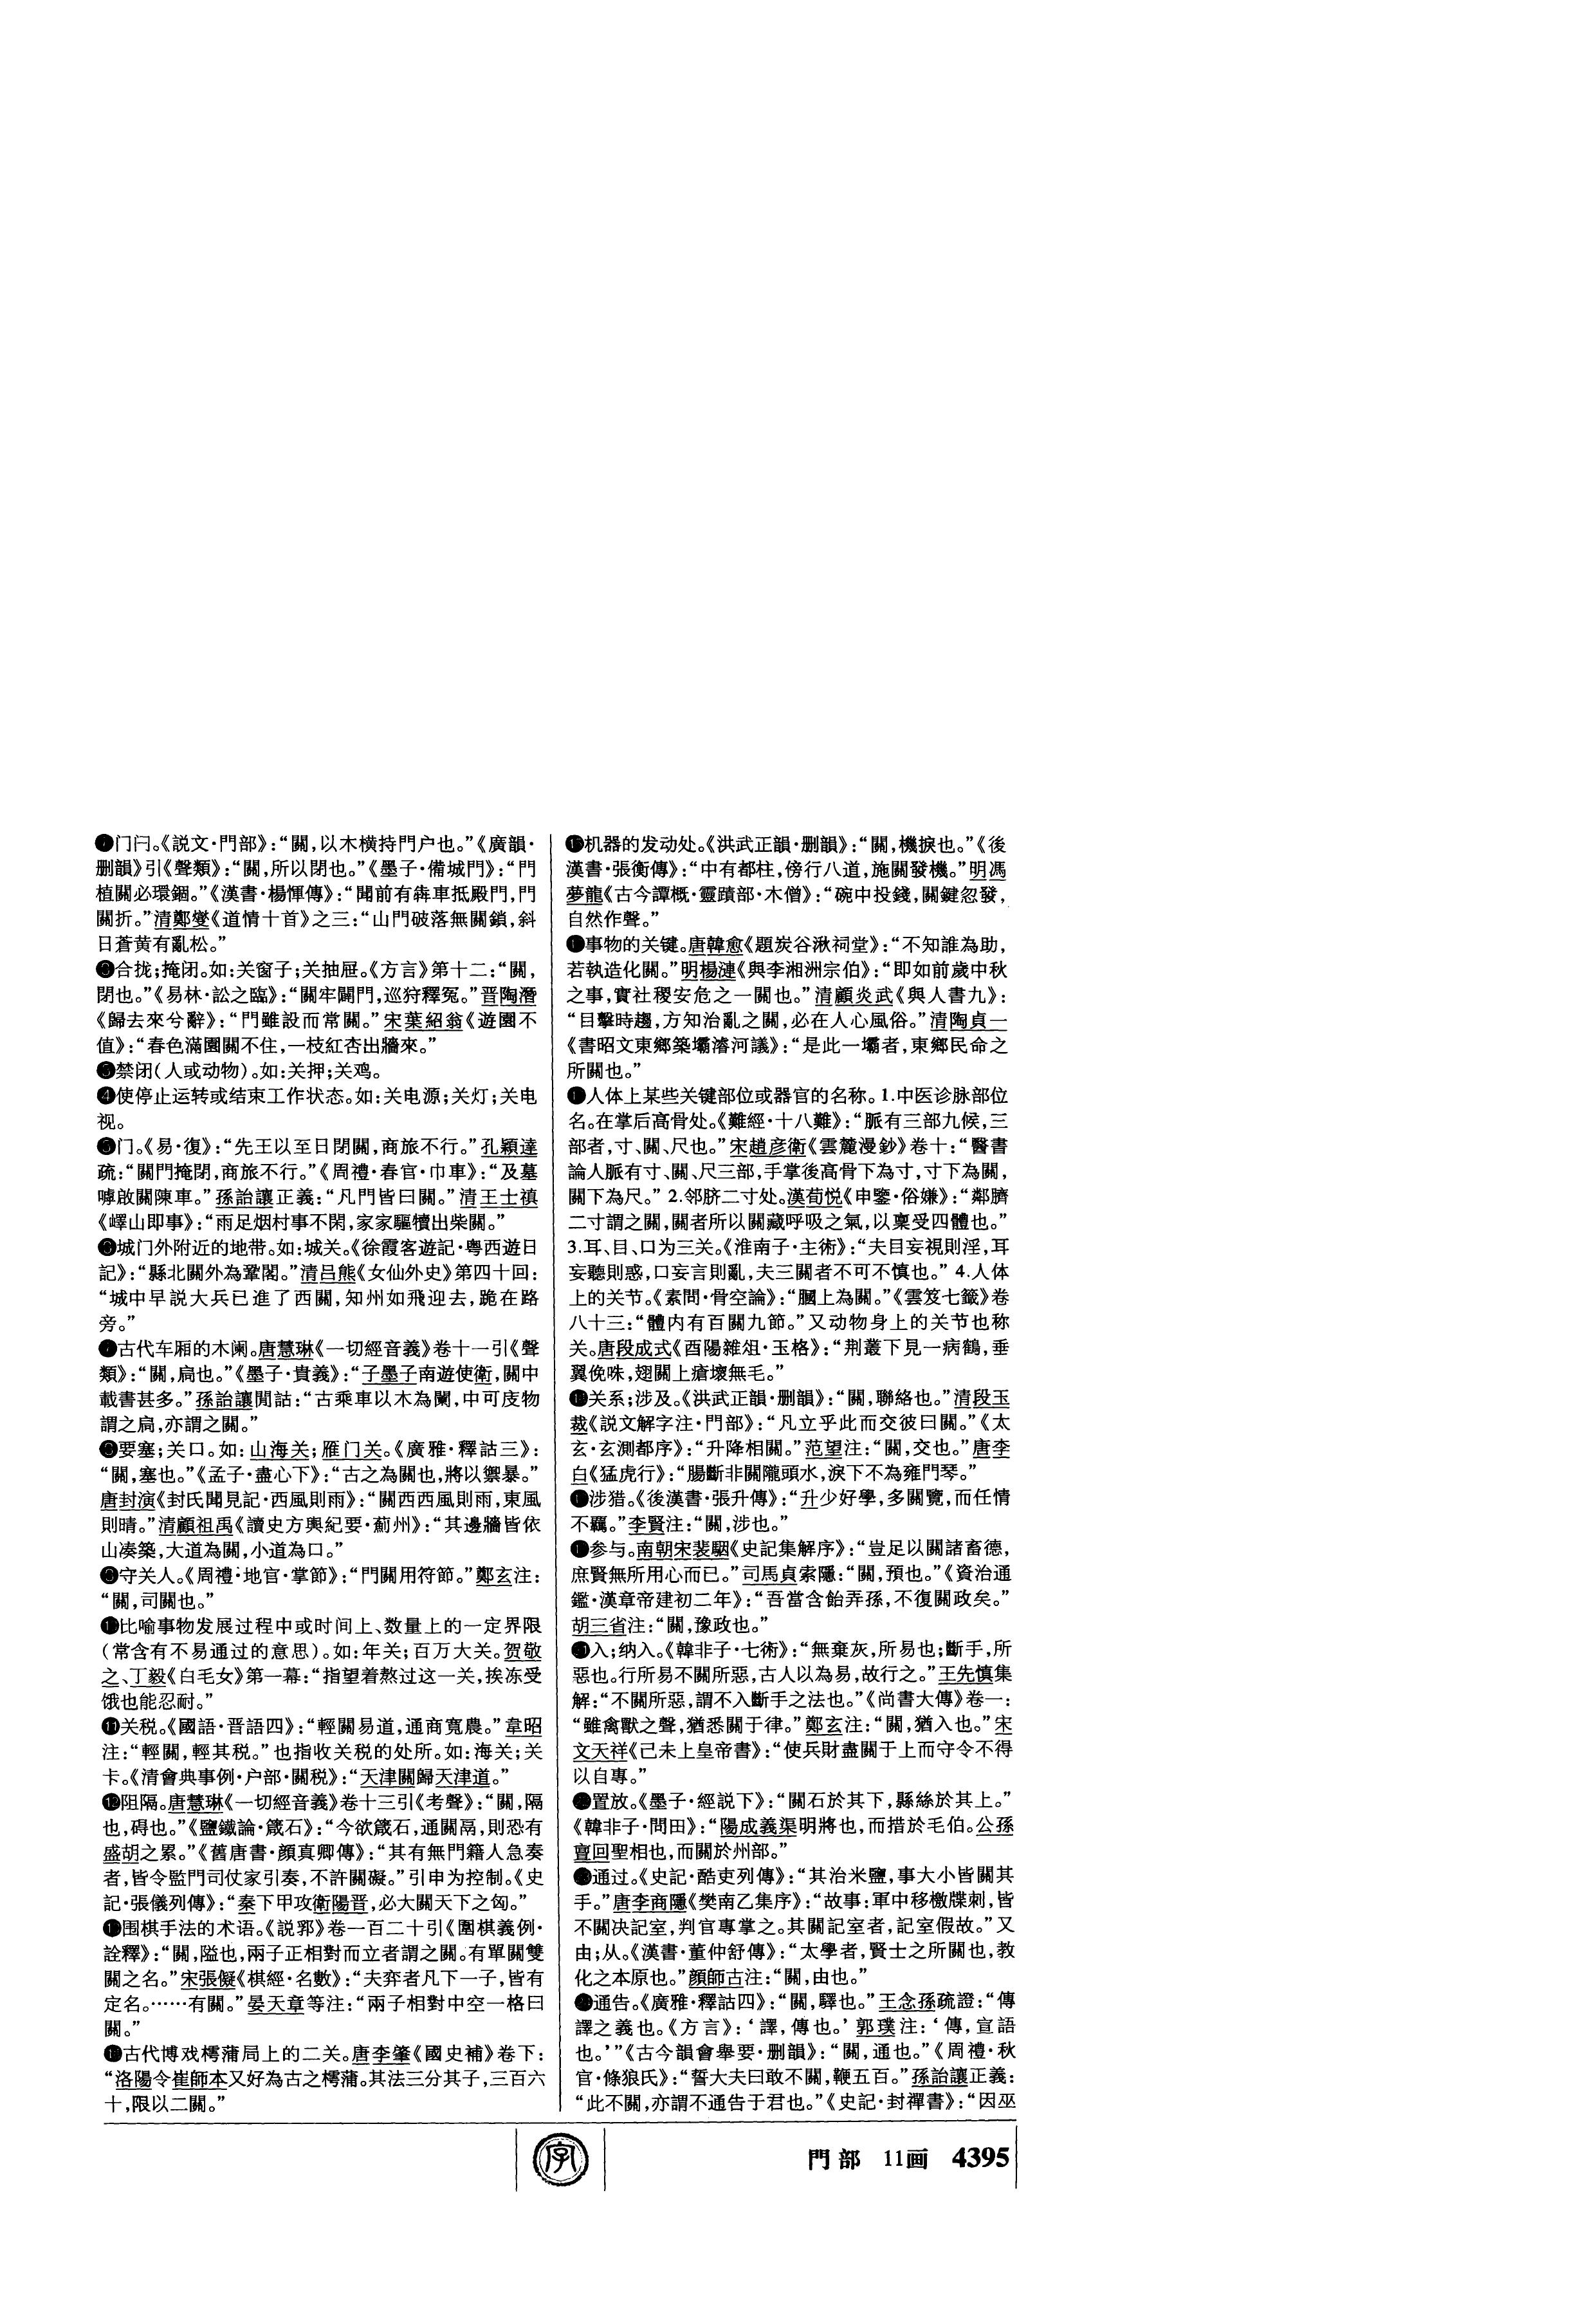 ❶门闩。《説文·門部》：“關，以木横持門户也。”《廣韻·
删韻》引《聲類》：“關，所以閉也。”《墨子·備城門》：“門
植關必環錮。”《漢書·楊惲傳》：“聞前有犇車抵殿門，門
關折。”清鄭燮《道情十首》之三：“山門破落無關鎖，斜
日蒼黄有亂松。”
❷合拢；掩闭。如：关窗子；关抽屉。《方言》第十二：“關，
閉也。”《易林·訟之臨》：“關牢闢門，巡狩釋冤。”晋陶潛
《歸去來兮辭》：“門雖設而常關。”宋葉紹翁《遊園不
值》：“春色滿園關不住，一枝紅杏出牆來。”
❸禁闭（人或动物）。如：关押；关鸡。
❹使停止运转或结束工作状态。如：关电源；关灯；关电
视。
❺门。《易·復》：“先王以至日閉關，商旅不行。”孔穎達
疏：“關門掩閉，商旅不行。”《周禮·春官·巾車》：“及墓
嘑啟關陳車。”孫詒讓正義：“凡門皆曰關。”清王士禛
《嶧山即事》：“雨足烟村事不閑，家家驅犢出柴關。”
❻城门外附近的地带。如：城关。《徐霞客遊記·粤西遊日
記》：“縣北關外為鞏閣。”清吕熊《女仙外史》第四十回：
“城中早説大兵已進了西關，知州如飛迎去，跪在路
旁。”
❼古代车厢的木阑。唐慧琳《一切經音義》卷十一引《聲
類》：“關，扃也。”《墨子·貴義》：“子墨子南遊使衛，關中
載書甚多。”孫詒讓閒詁：“古乘車以木為闌，中可庋物
謂之扃，亦謂之關。”
❽要塞；关口。如：山海关；雁门关。《廣雅·釋詁三》：
“關，塞也。”《孟子·盡心下》：“古之為關也，將以禦暴。”
唐封演《封氏聞見記·西風則雨》：“關西西風則雨，東風
則晴。”清顧祖禹《讀史方輿紀要·薊州》：“其邊牆皆依
山凑築，大道為關，小道為口。”
❾守关人。《周禮·地官·掌節》：“門關用符節。”鄭玄注：
“關，司關也。”
❿比喻事物发展过程中或时间上、数量上的一定界限
（常含有不易通过的意思）。如：年关；百万大关。贺敬
之、丁毅《白毛女》第一幕：“指望着熬过这一关，挨冻受
饿也能忍耐。”
⓫关税。《國語·晋語四》：“輕關易道，通商寬農。”韋昭
注：“輕關，輕其税。”也指收关税的处所。如：海关；关
卡。《清會典事例·户部·關税》：“天津關歸天津道。”
⓬阻隔。唐慧琳《一切經音義》卷十三引《考聲》：“關，隔
也，碍也。”《鹽鐵論·箴石》：“今欲箴石，通關鬲，則恐有
盛胡之累。”《舊唐書·顔真卿傳》：“其有無門籍人急奏
者，皆令監門司仗家引奏，不許關礙。”引申为控制。《史
記·張儀列傳》：“秦下甲攻衛陽晋，必大關天下之匈。”
⓭围棋手法的术语。《説郛》卷一百二十引《圍棋義例·
詮釋》：“關，隘也，兩子正相對而立者謂之關。有單關雙
關之名。”宋張儗《棋經·名數》：“夫弈者凡下一子，皆有
定名。……有關。”晏天章等注：“兩子相對中空一格曰
關。”
⓮古代博戏樗蒲局上的二关。唐李肇《國史補》卷下：
“洛陽令崔師本又好為古之樗蒲。其法三分其子，三百六
十，限以二關。”
⓯机器的发动处。《洪武正韻·删韻》：“關，機捩也。”《後
漢書·張衡傳》：“中有都柱，傍行八道，施關發機。”明馮
夢龍《古今譚概·靈蹟部·木僧》：“碗中投錢，關鍵忽發，
自然作聲。”
⓰事物的关键。唐韓愈《題炭谷湫祠堂》：“不知誰為助，
若執造化關。”明楊漣《與李湘洲宗伯》：“即如前歲中秋
之事，實社稷安危之一關也。”清顧炎武《與人書九》：
“目擊時趨，方知治亂之關，必在人心風俗。”清陶貞一
《書昭文東鄉築壩濬河議》：“是此一壩者，東鄉民命之
所關也。”
⓱人体上某些关键部位或器官的名称。1.中医诊脉部位
名。在掌后高骨处。《難經·十八難》：“脈有三部九候，三
部者，寸、關、尺也。”宋趙彦衛《雲麓漫鈔》卷十：“醫書
論人脈有寸、關、尺三部，手掌後高骨下為寸，寸下為關，
關下為尺。”2.邻脐二寸处。漢荀悦《申鑒·俗嫌》：“鄰臍
二寸謂之關，關者所以關藏呼吸之氣，以稟受四體也。”
3.耳、目、口为三关。《淮南子·主術》：“夫目妄視則淫，耳
妄聽則惑，口妄言則亂，夫三關者不可不慎也。”4.人体
上的关节。《素問·骨空論》：“膕上為關。”《雲笈七籤》卷
八十三：“體内有百關九節。”又动物身上的关节也称
关。唐段成式《酉陽雜俎·玉格》：“荆叢下見一病鶴，垂
翼俛咮，翅關上瘡壞無毛。”
⓲关系；涉及。《洪武正韻·删韻》：“關，聯絡也。”清段玉
裁《説文解字注·門部》：“凡立乎此而交彼曰關。”《太
玄·玄測都序》：“升降相關。”范望注：“關，交也。”唐李
白《猛虎行》：“腸斷非關隴頭水，淚下不為雍門琴。”
⓳涉猎。《後漢書·張升傳》：“升少好學，多關覽，而任情
不羈。”李賢注：“關，涉也。”
⓴参与。南朝宋裴駰《史記集解序》：“豈足以關諸畜德，
庶賢無所用心而已。”司馬貞索隱：“關，預也。”《資治通
鑑·漢章帝建初二年》：“吾當含飴弄孫，不復關政矣。”
胡三省注：“關，豫政也。”
㉑入；纳入。《韓非子·七術》：“無棄灰，所易也；斷手，所
惡也。行所易不關所惡，古人以為易，故行之。”王先慎集
解：“不關所惡，謂不入斷手之法也。”《尚書大傳》卷一：
“雖禽獸之聲，猶悉關于律。”鄭玄注：“關，猶入也。”宋
文天祥《己未上皇帝書》：“使兵財盡關于上而守令不得
以自專。”
㉒置放。《墨子·經説下》：“關石於其下，縣絲於其上。”
《韓非子·問田》：“陽成義渠明將也，而措於毛伯。公孫
亶回聖相也，而關於州部。”
㉓通过。《史記·酷吏列傳》：“其治米鹽，事大小皆關其
手。”唐李商隱《樊南乙集序》：“故事：軍中移檄牒刺，皆
不關决記室，判官專掌之。其關記室者，記室假故。”又
由；从。《漢書·董仲舒傳》：“太學者，賢士之所關也，教
化之本原也。”顔師古注：“關，由也。”
㉔通告。《廣雅·釋詁四》：“關，驛也。”王念孫疏證：“傳
譯之義也。《方言》：‘譯，傳也。’郭璞注：‘傳，宣語
也。’”《古今韻會舉要·删韻》：“關，通也。”《周禮·秋
官·條狼氏》：“誓大夫曰敢不關，鞭五百。”孫詒讓正義：
“此不關，亦謂不通告于君也。”《史記·封禪書》：“因巫
字
門部 11画 4395